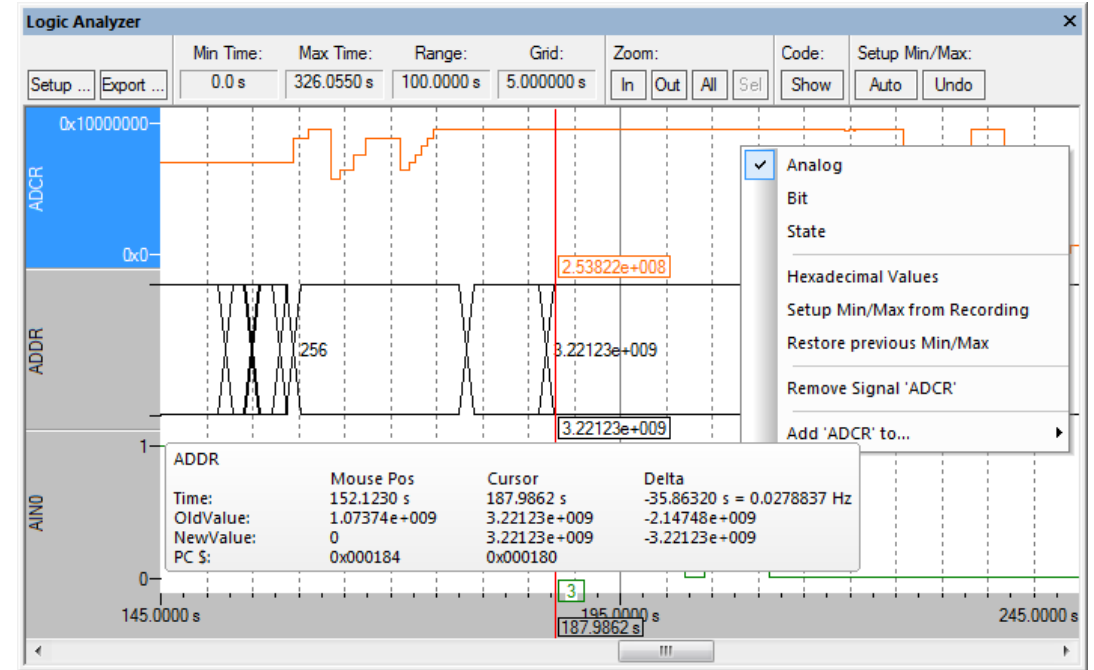 Logic Analyzer
Setup ... Export ...
Min Time: Max Time: Range: Grid: Zoom: Code: Setup Min/Max:
0.0 s 326.0550 s 100.0000 s 5.000000 s In Out All Sel Show Auto Undo
0x10000000
ADCR
0x0
2.53822e+008
Analog
Bit
State
Hexadecimal Values
Setup Min/Max from Recording
Restore previous Min/Max
Remove Signal 'ADCR'
Add 'ADCR' to...
ADDR
256
3.22123e+009
3.22123e+009
1
AIN0
0
ADDR
Mouse Pos Cursor Delta
Time: 152.1230 s 187.9862 s -35.86320 s = 0.0278837 Hz
OldValue: 1.07374e+009 3.22123e+009 -2.14748e+009
NewValue: 0 3.22123e+009 -3.22123e+009
PC $: 0x000184 0x000180
3
145.0000 s 195.0000 s 245.0000 s
187.9862 s